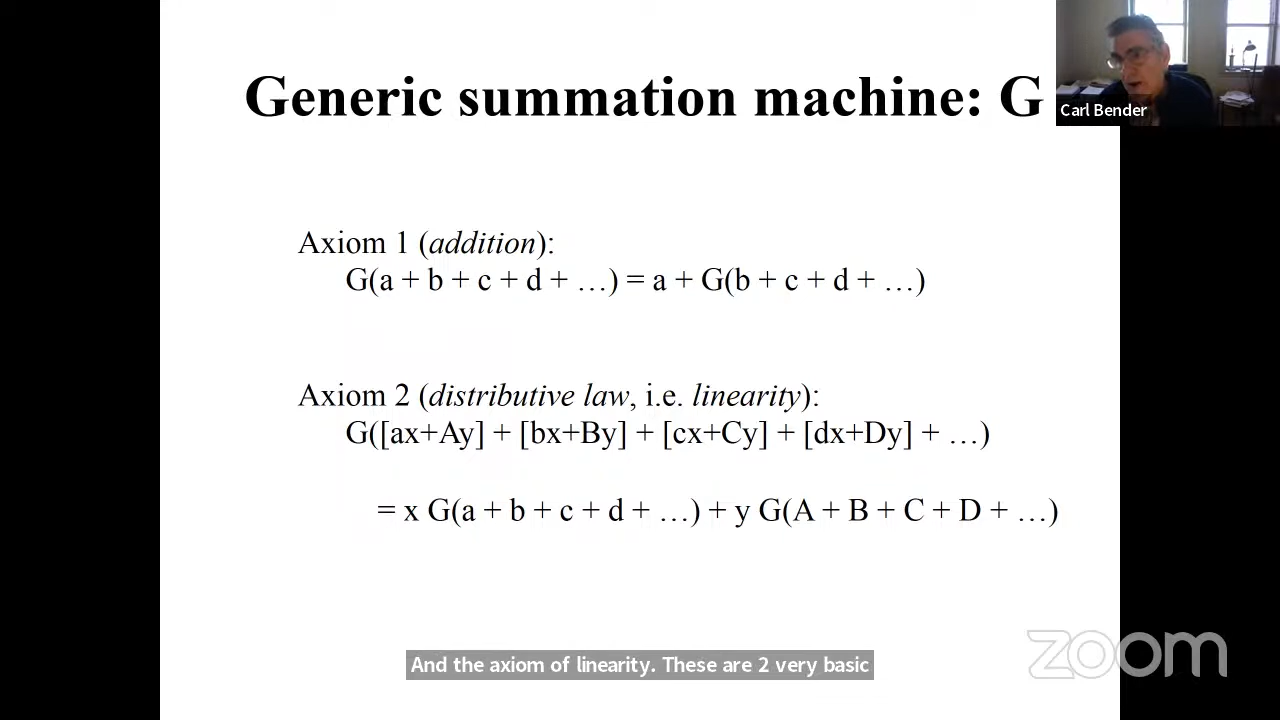 Generic summation machine: G
Carl Bender
Axiom 1 (addition):
G(a + b + c + d + …) = a + G(b + c + d + …)
Axiom 2 (distributive law, i.e. linearity):
G([ax+Ay] + [bx+By] + [cx+Cy] + [dx+Dy] + …)
= x G(a + b + c + d + …) + y G(A + B + C + D + …)
And the axiom of linearity. These are 2 very basic
zoom